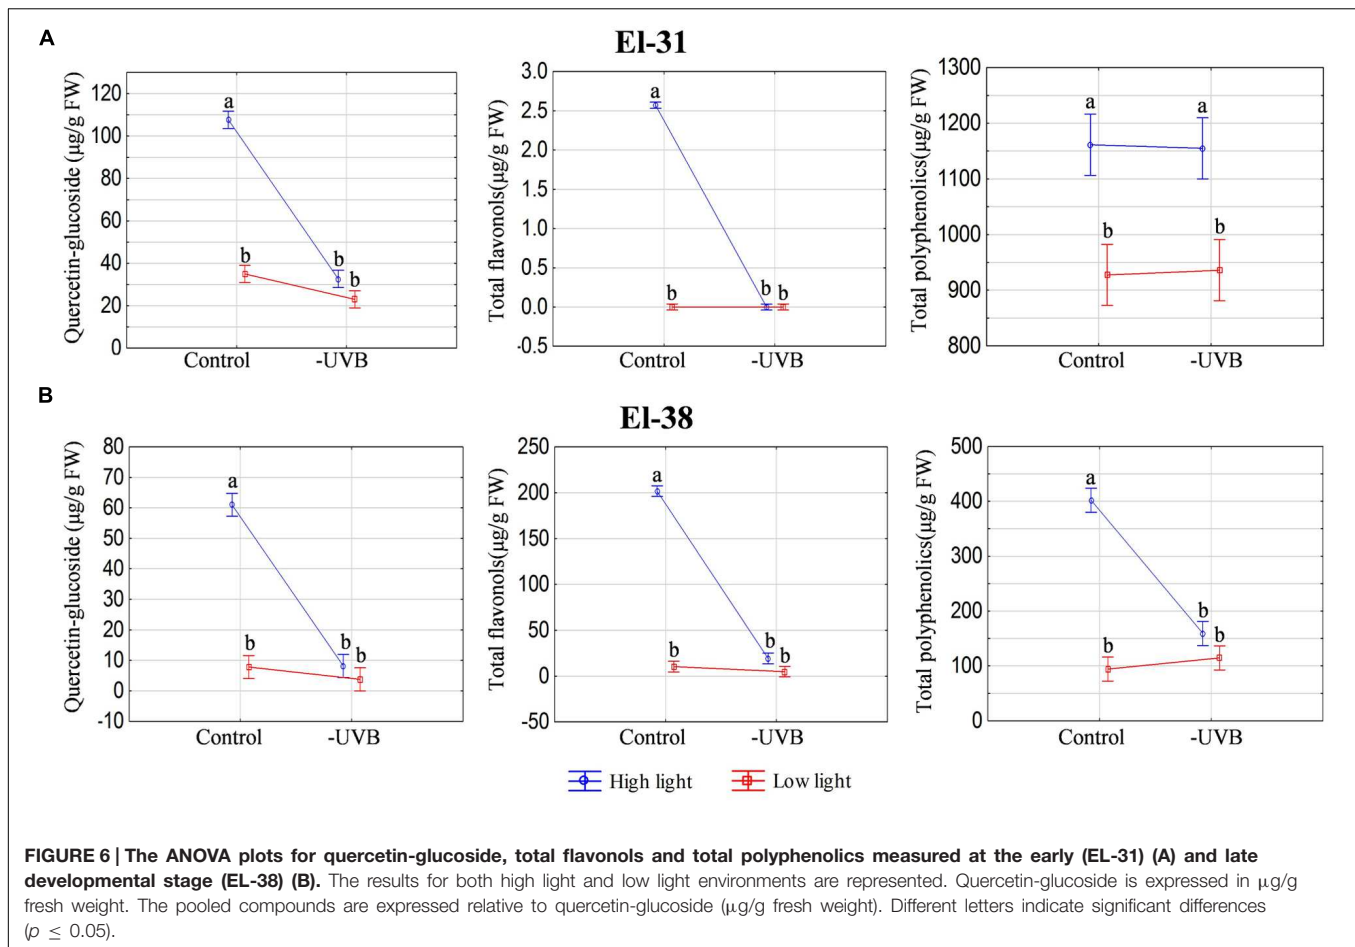 A
El-31
Quercetin-glucoside (µg/g FW)
120
100
80
60
40
20
0
a
b
b
b
Control
-UVB
Total flavonols(µg/g FW)
3.0
2.5
2.0
1.5
1.0
0.5
0.0
-0.5
a
b
b
b
Control
-UVB
Total polyphenolics(µg/g FW)
1300
1200
1100
1000
900
800
a
a
b
b
Control
-UVB
B
El-38
Quercetin-glucoside (µg/g FW)
80
70
60
50
40
30
20
10
0
-10
a
b
b
b
Control
-UVB
Total flavonols(µg/g FW)
250
200
150
100
50
0
-50
a
b
b
b
Control
-UVB
Total polyphenolics(µg/g FW)
500
400
300
200
100
0
a
b
b
b
Control
-UVB
High light
Low light
FIGURE 6 | The ANOVA plots for quercetin-glucoside, total flavonols and total polyphenolics measured at the early (EL-31) (A) and late
developmental stage (EL-38) (B). The results for both high light and low light environments are represented. Quercetin-glucoside is expressed in µg/g
fresh weight. The pooled compounds are expressed relative to quercetin-glucoside (µg/g fresh weight). Different letters indicate significant differences
(p ≤ 0.05).